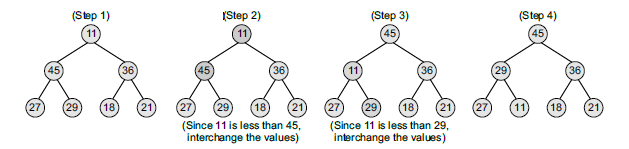 (Step 1) (Step 2) (Step 3) (Step 4)
11 11 45 45
45 36 45 36 11 36 29 36
27 29 18 21 27 29 18 21 27 29 18 21 27 11 18 21
(Since 11 is less than 45, (Since 11 is less than 29,
interchange the values) interchange the values)